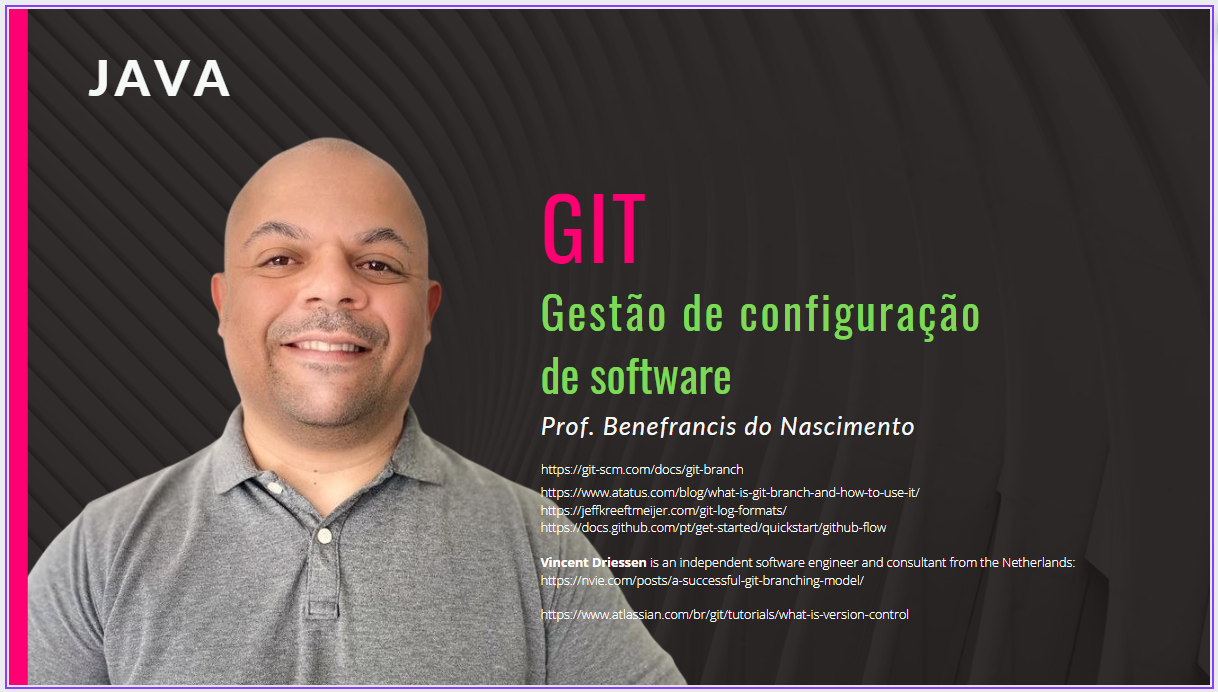 JAVA
GIT
Gestão de configuração
de software
Prof. Benefrancis do Nascimento
https://git-scm.com/docs/git-branch
https://www.atatus.com/blog/what-is-git-branch-and-how-to-use-it/
https://jeffkreeftmeijer.com/git-log-formats/
https://docs.github.com/pt/get-started/quickstart/github-flow
Vincent Driessen is an independent software engineer and consultant from the Netherlands:
https://nvie.com/posts/a-successful-git-branching-model/
https://www.atlassian.com/br/git/tutorials/what-is-version-control